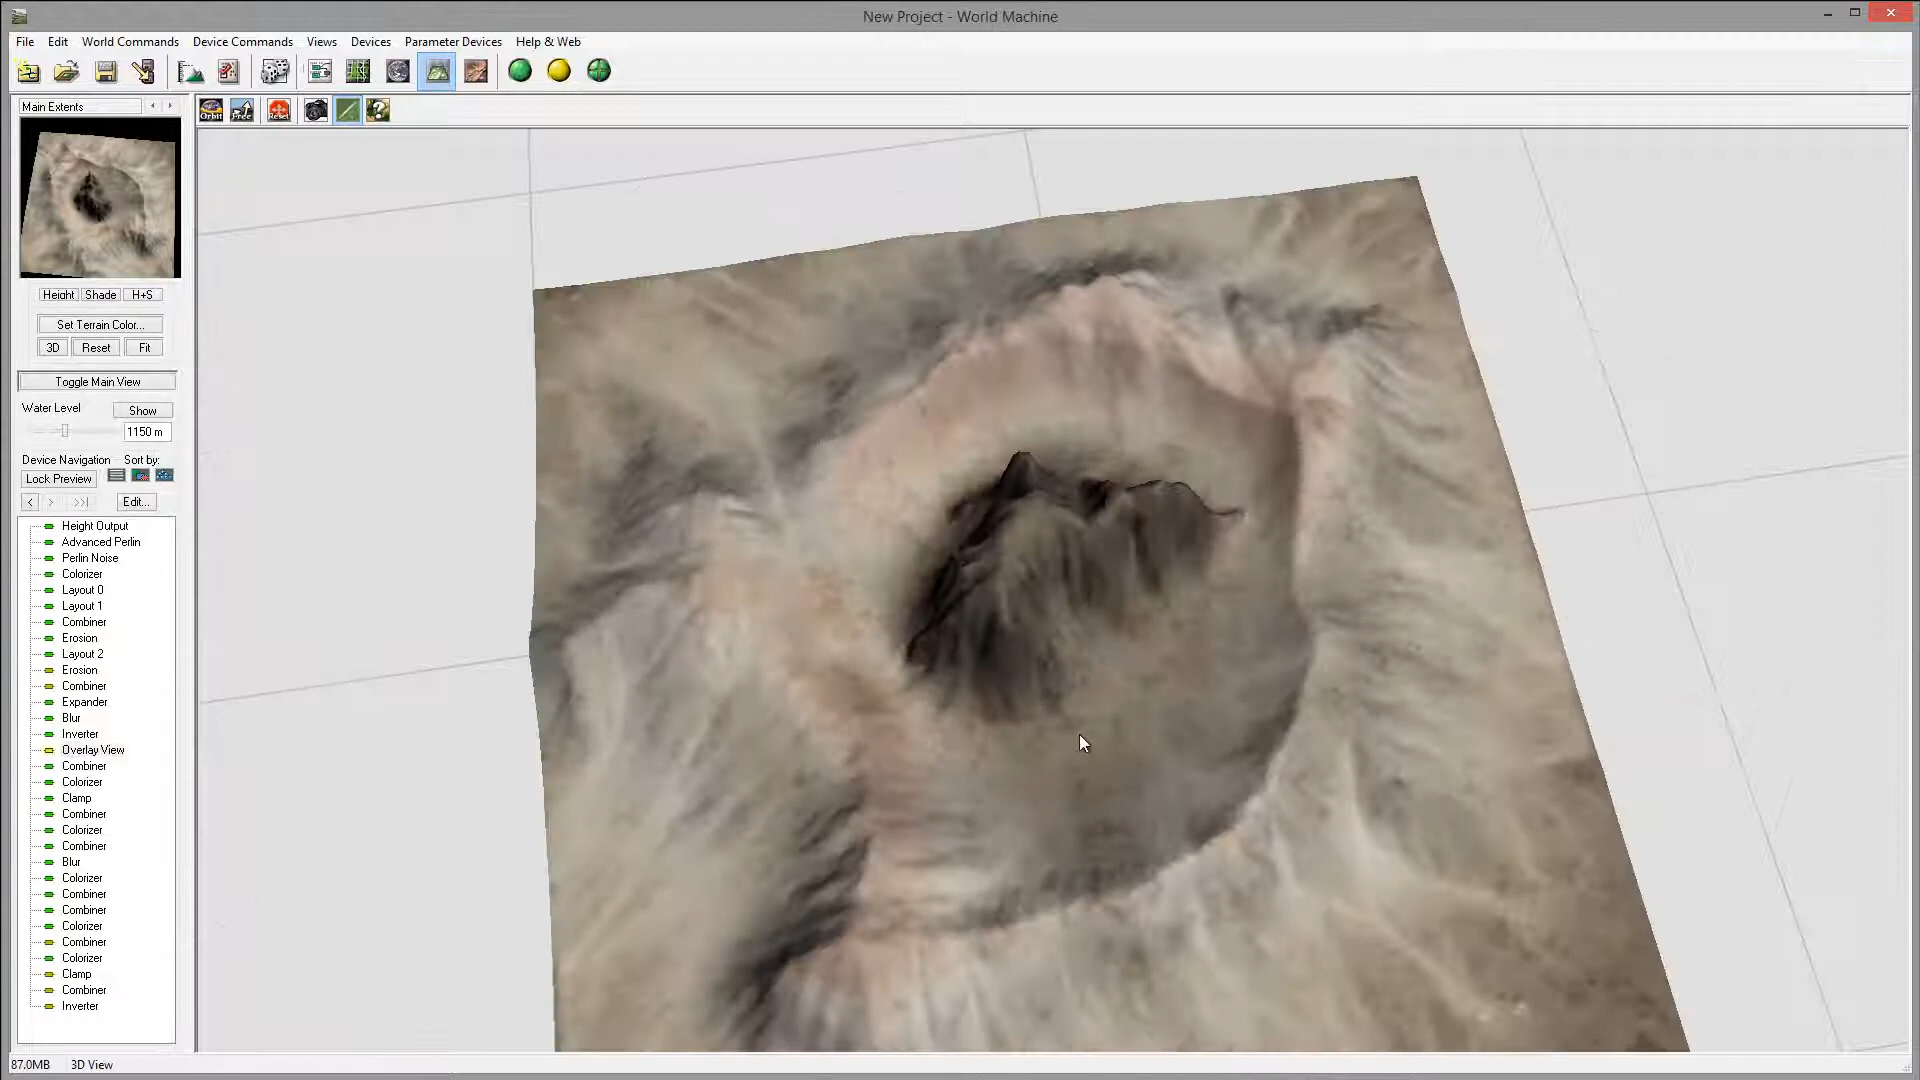 New Project - World Machine
File Edit World Commands Device Commands Views Devices Parameter Devices Help & Web
Main Extents
Orbit Free Reset
Height Shade H+S
Set Terrain Color...
3D Reset Fit
Toggle Main View
Water Level Show
1150 m
Device Navigation Sort by:
Lock Preview
< > >>| Edit...
Height Output
Advanced Perlin
Perlin Noise
Colorizer
Layout 0
Layout 1
Combiner
Erosion
Layout 2
Erosion
Combiner
Expander
Blur
Inverter
Overlay View
Combiner
Colorizer
Clamp
Combiner
Colorizer
Combiner
Blur
Colorizer
Combiner
Combiner
Colorizer
Combiner
Colorizer
Clamp
Combiner
Inverter
87.0MB 3D View